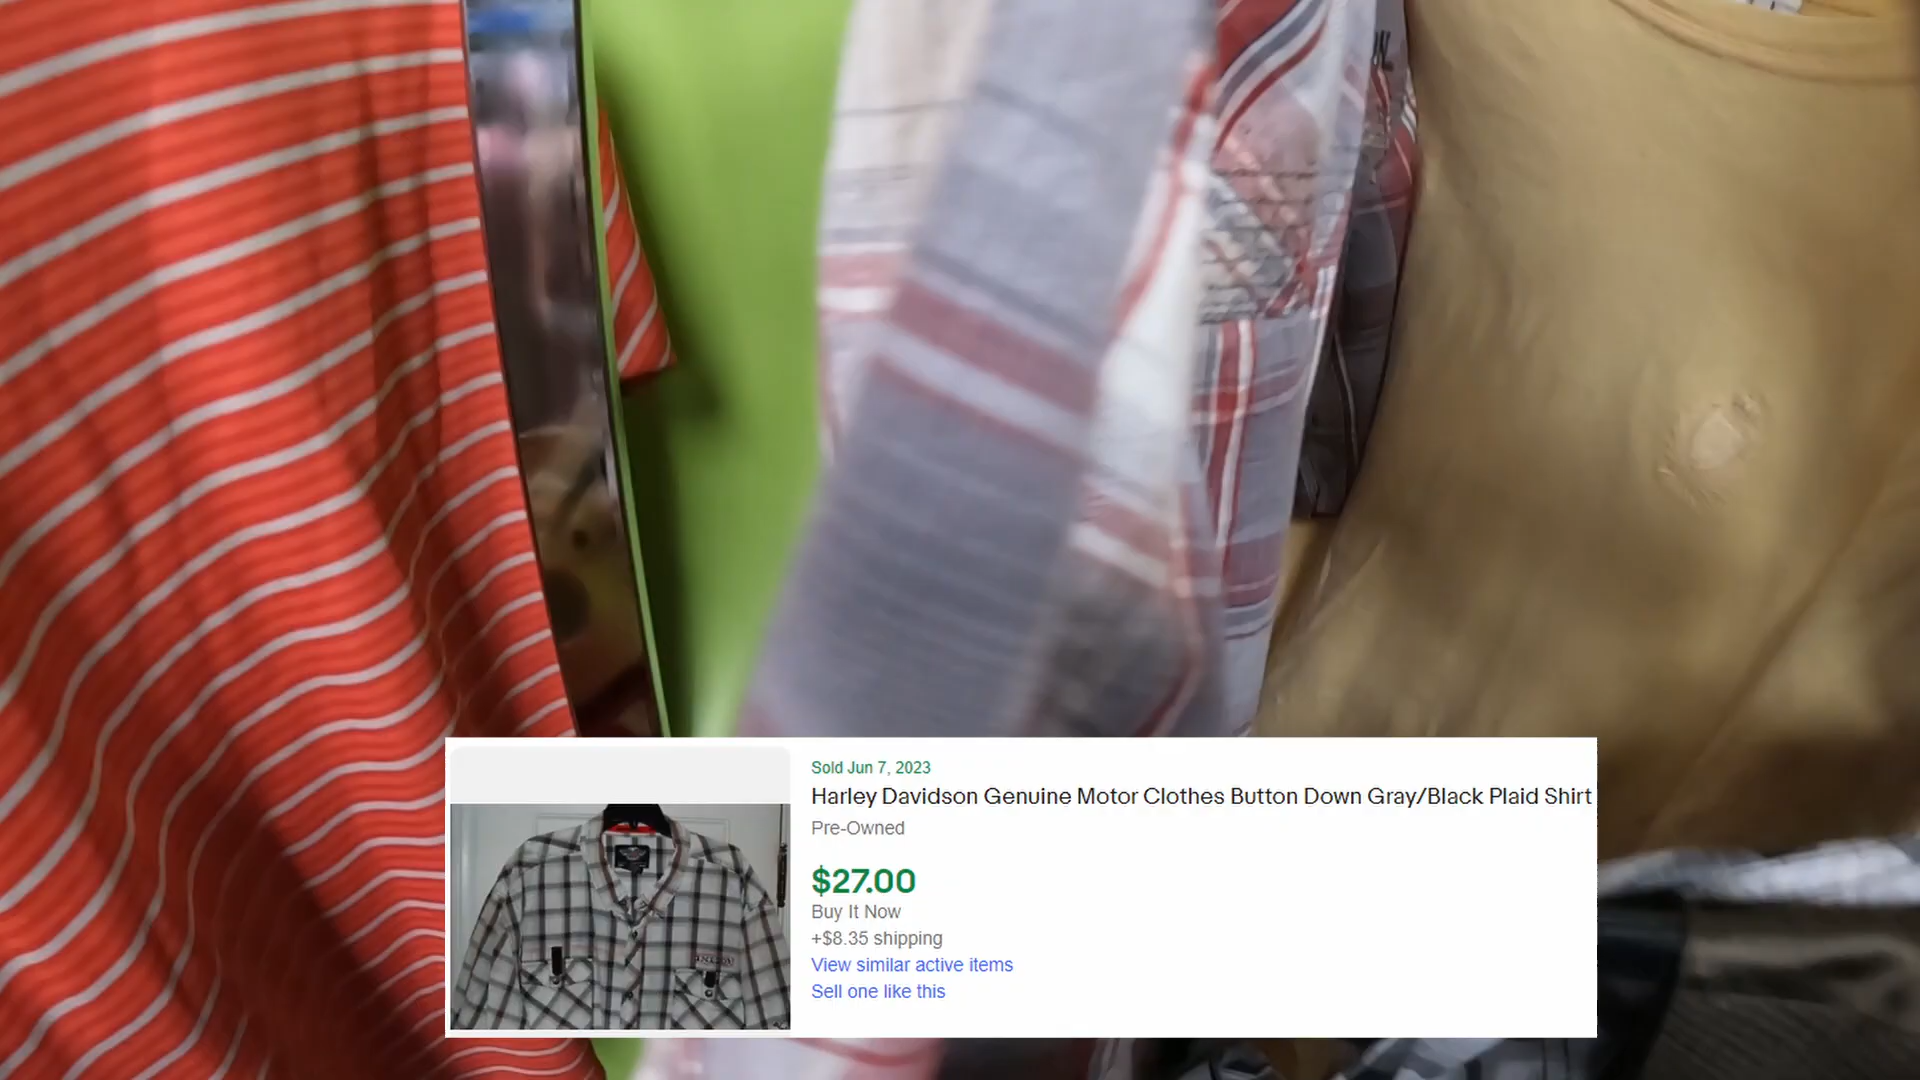 Sold Jun 7, 2023
Harley Davidson Genuine Motor Clothes Button Down Gray/Black Plaid Shirt
Pre-Owned
$27.00
Buy It Now
+$8.35 shipping
View similar active items
Sell one like this